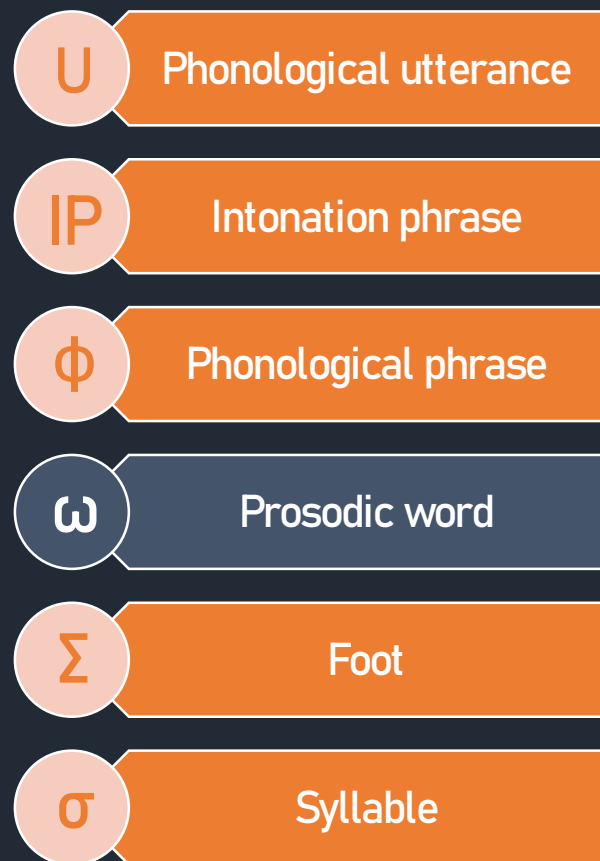 U Phonological utterance
IP Intonation phrase
ϕ Phonological phrase
ω Prosodic word
Σ Foot
σ Syllable